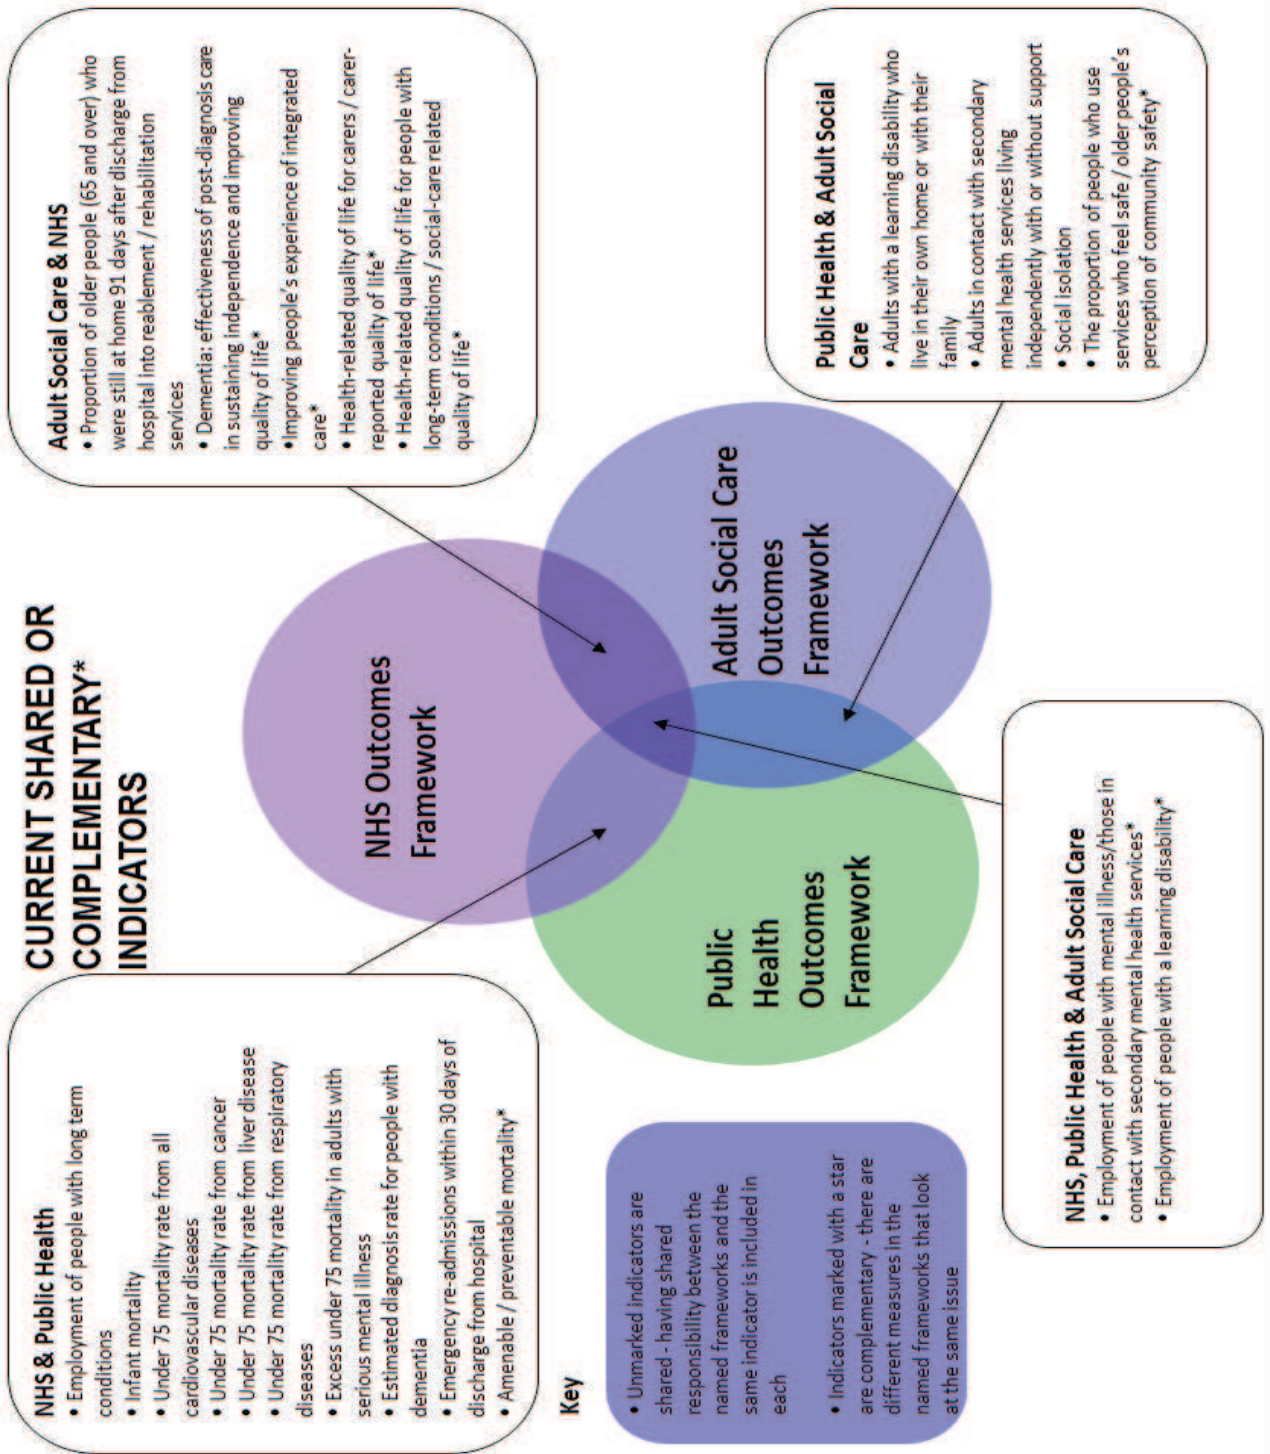 CURRENT SHARED OR
COMPLEMENTARY*
INDICATORS
NHS & Public Health
• Employment of people with long term
conditions
• Infant mortality
• Under 75 mortality rate from all
cardiovascular diseases
• Under 75 mortality rate from cancer
• Under 75 mortality rate from liver disease
• Under 75 mortality rate from respiratory
diseases
• Excess under 75 mortality in adults with
serious mental illness
• Estimated diagnosis rate for people with
dementia
• Emergency re-admissions within 30 days of
discharge from hospital
• Amenable / preventable mortality*
Adult Social Care & NHS
• Proportion of older people (65 and over) who
were still at home 91 days after discharge from
hospital into reablement / rehabilitation
services
• Dementia: effectiveness of post-diagnosis care
in sustaining independence and improving
quality of life*
•Improving people's experience of integrated
care*
• Health-related quality of life for carers / carer-
reported quality of life*
• Health-related quality of life for people with
long-term conditions / social-care related
quality of life*
NHS Outcomes
Framework
Public
Health
Outcomes
Framework
Adult Social Care
Outcomes
Framework
Key
• Unmarked indicators are
shared - having shared
responsibility between the
named frameworks and the
same indicator is included in
each
• Indicators marked with a star
are complementary - there are
different measures in the
named frameworks that look
at the same issue
NHS, Public Health & Adult Social Care
• Employment of people with mental illness/those in
contact with secondary mental health services*
• Employment of people with a learning disability*
Public Health & Adult Social
Care
• Adults with a learning disability who
live in their own home or with their
family
• Adults in contact with secondary
mental health services living
independently with or without support
• Social isolation
• The proportion of people who use
services who feel safe / older people's
perception of community safety*